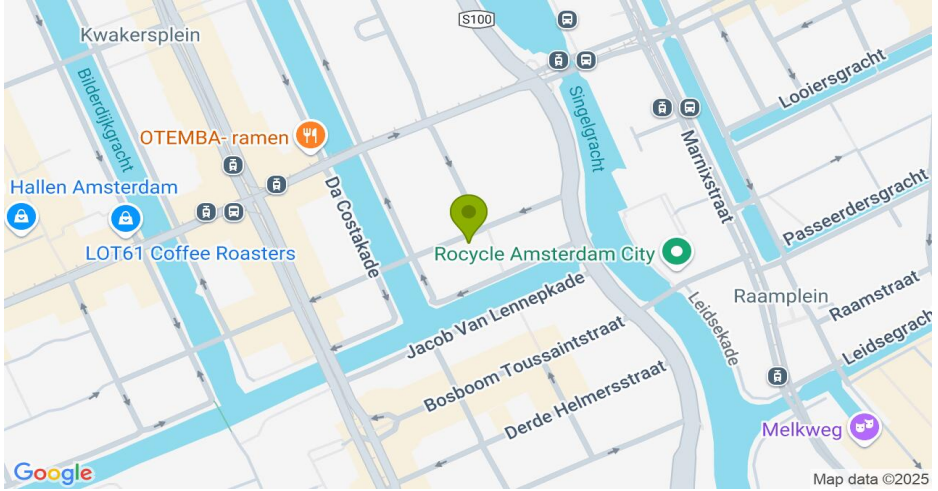 S100
Kwakersplein
Bilderdijkgracht
Looiersgracht
Singelgracht
OTEMBA- ramen
Marnixstraat
Hallen Amsterdam
Da Costakade
Passeerdersgracht
LOT61 Coffee Roasters
Rocycle Amsterdam City
Raamplein
Raamstraat
Leidsekade
Jacob Van Lennepkade
Leidsegrach
Bosboom Toussaintstraat
Derde Helmersstraat
Melkweg
Google
Map data ©2025